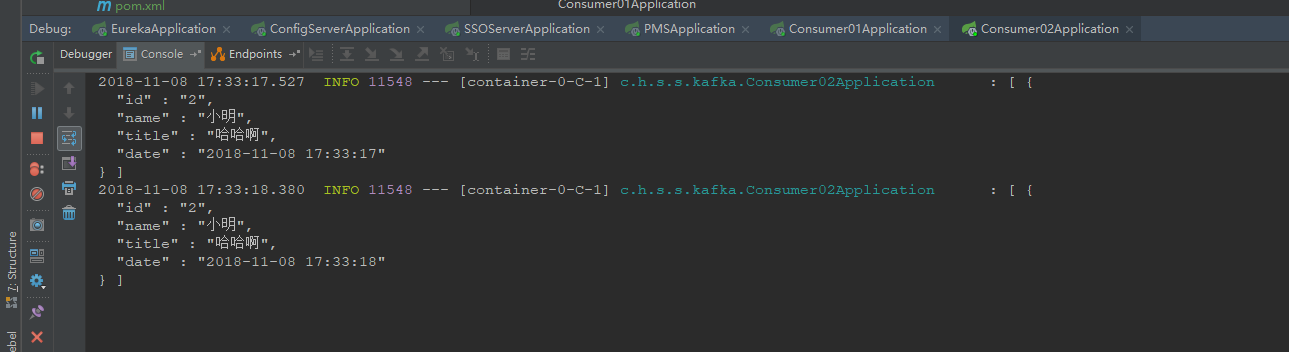 pom.xml
Consumer01Application
Debug: EurekaApplication ConfigServerApplication SSOServerApplication PMSApplication Consumer01Application Consumer02Application
Debugger Console Endpoints
2018-11-08 17:33:17.527  INFO 11548 --- [container-0-C-1] c.h.s.s.kafka.Consumer02Application      : [ {
  "id" : "2",
  "name" : "小明",
  "title" : "哈哈啊",
  "date" : "2018-11-08 17:33:17"
} ]
2018-11-08 17:33:18.380  INFO 11548 --- [container-0-C-1] c.h.s.s.kafka.Consumer02Application      : [ {
  "id" : "2",
  "name" : "小明",
  "title" : "哈哈啊",
  "date" : "2018-11-08 17:33:18"
} ]
7: Structure
ebel